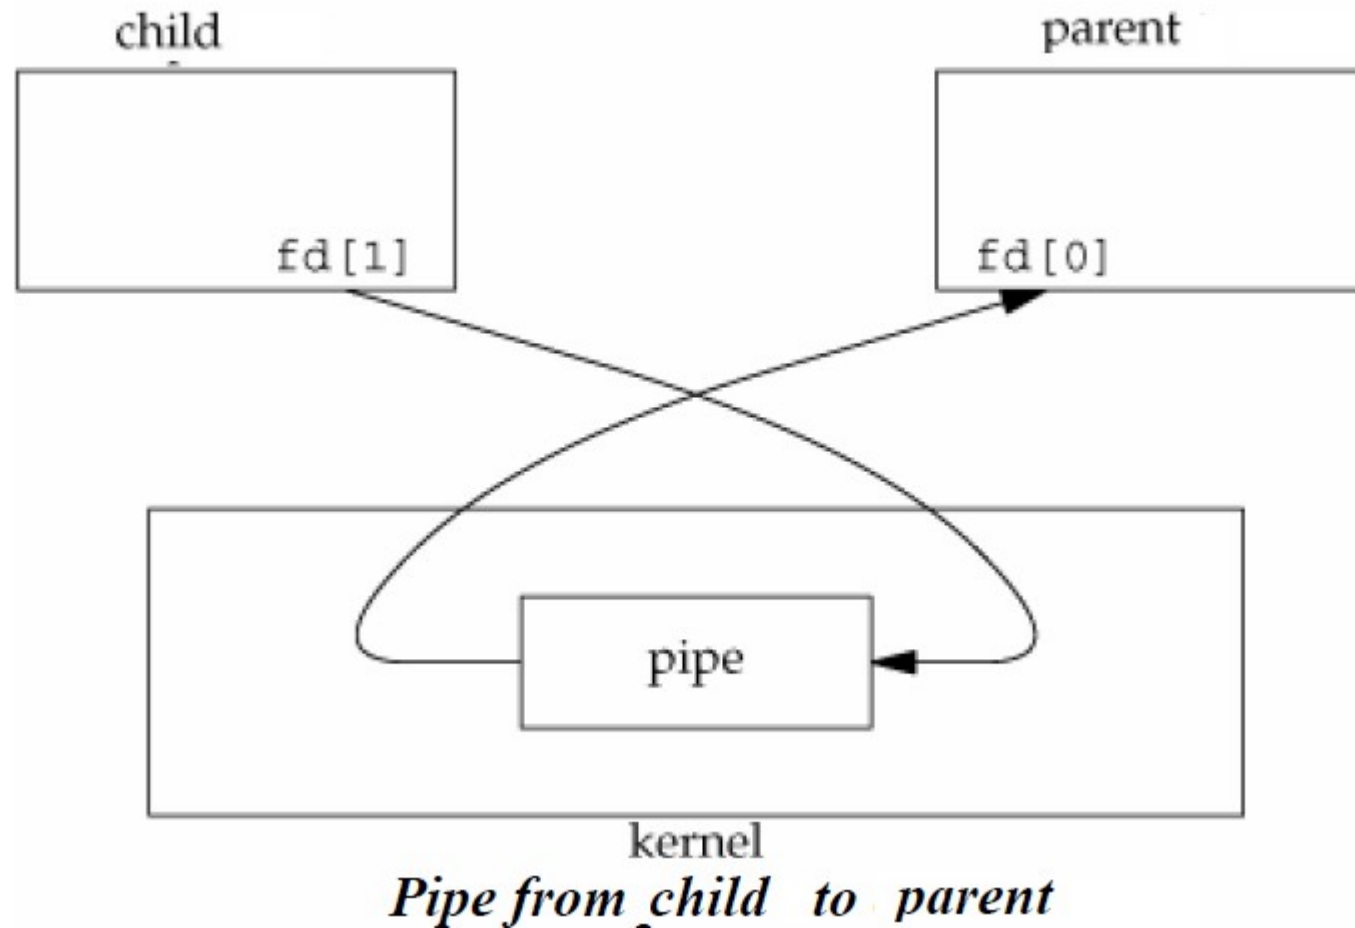 child
parent
fd[1]
fd[0]
pipe
kernel
Pipe from child to parent